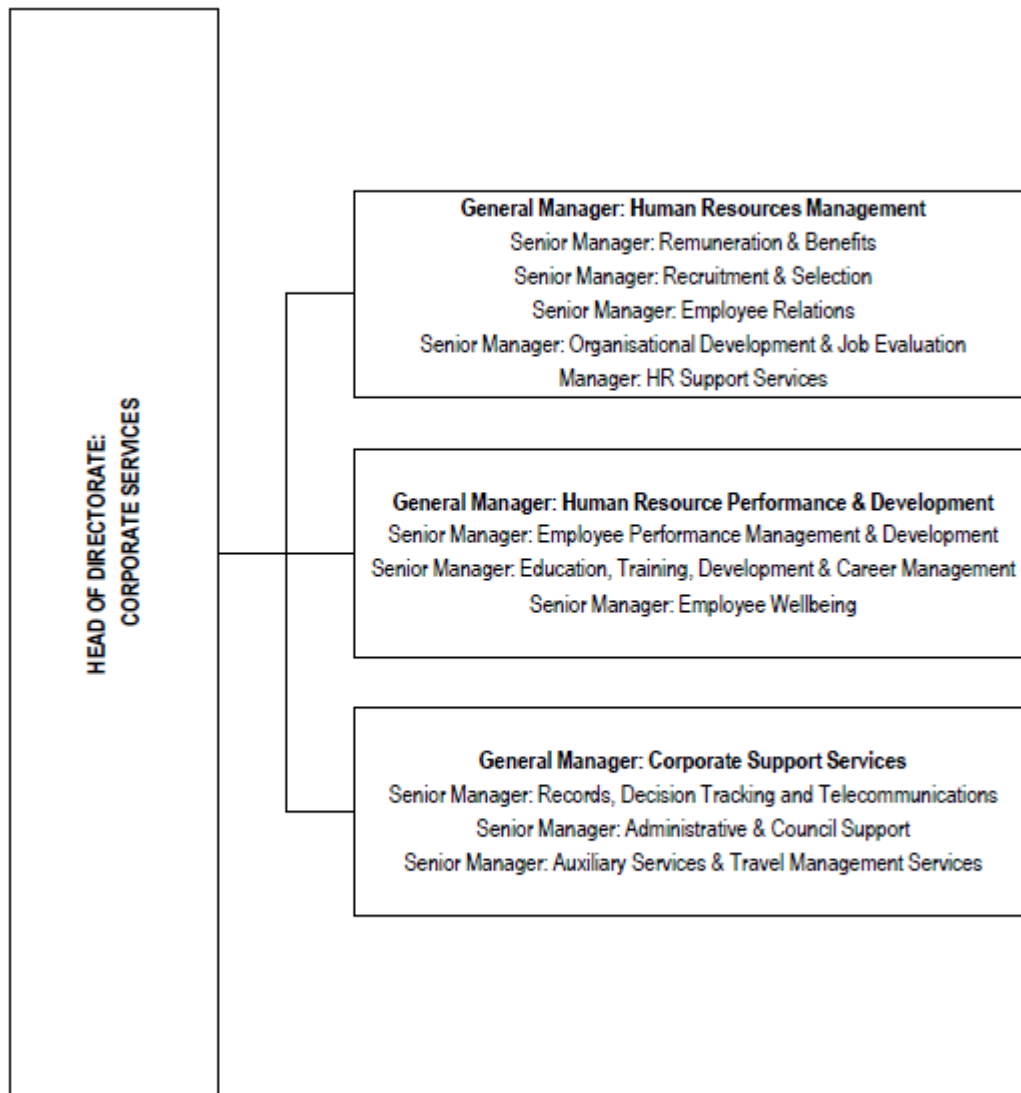 HEAD OF DIRECTORATE:
CORPORATE SERVICES
General Manager: Human Resources Management
Senior Manager: Remuneration & Benefits
Senior Manager: Recruitment & Selection
Senior Manager: Employee Relations
Senior Manager: Organisational Development & Job Evaluation
Manager: HR Support Services
General Manager: Human Resource Performance & Development
Senior Manager: Employee Performance Management & Development
Senior Manager: Education, Training, Development & Career Management
Senior Manager: Employee Wellbeing
General Manager: Corporate Support Services
Senior Manager: Records, Decision Tracking and Telecommunications
Senior Manager: Administrative & Council Support
Senior Manager: Auxiliary Services & Travel Management Services